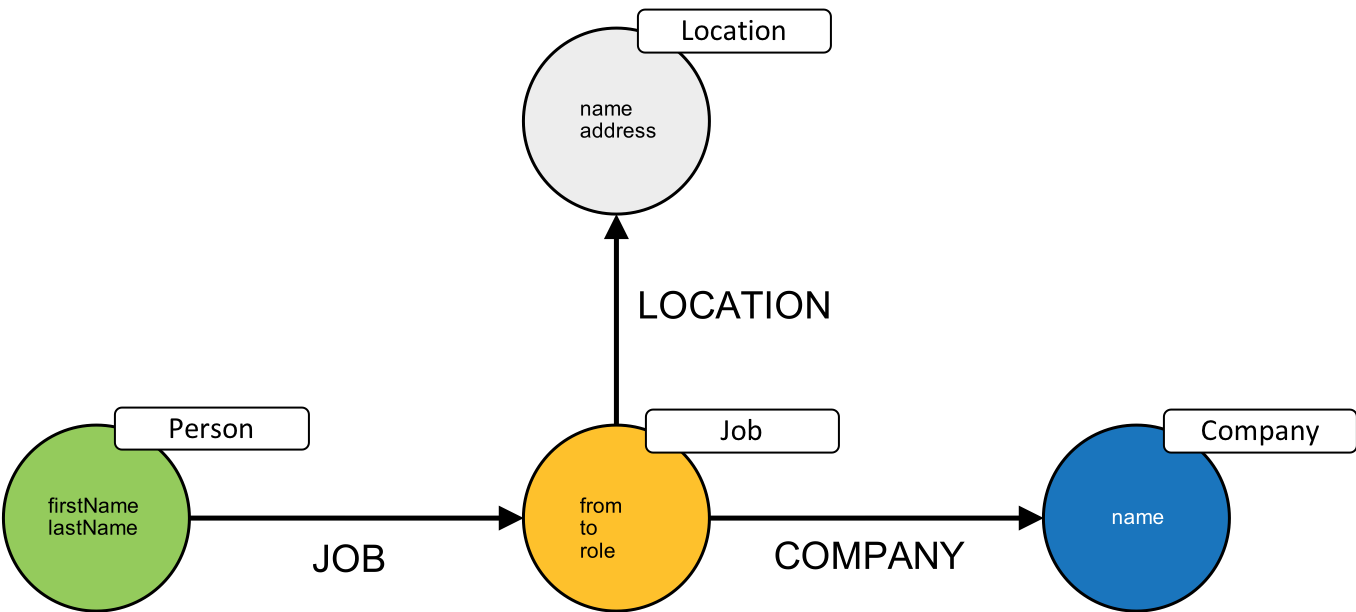 Location
name
address
LOCATION
Person
firstName
lastName
JOB
Job
from
to
role
COMPANY
Company
name